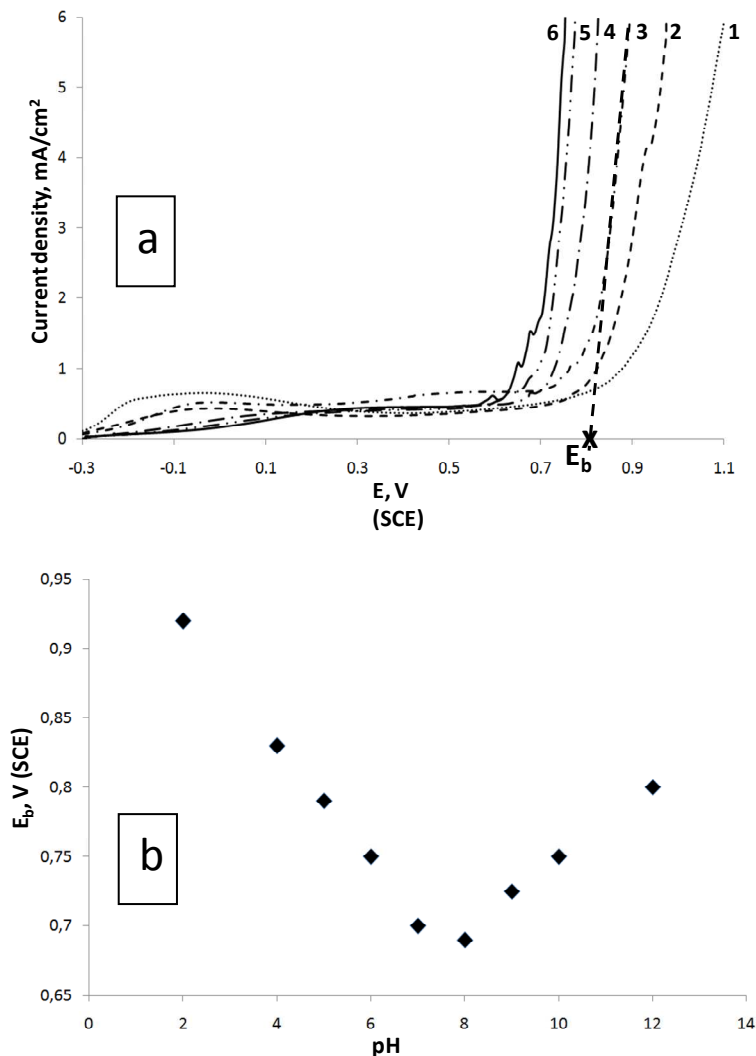 6
5
4
3
2
1
0
6 5 4 3 2 1
Current density, mA/cm²
a
-0.3 -0.1 0.1 0.3 0.5 0.7 0.9 1.1
X
E_b
E, V
(SCE)
0,95
0,9
0,85
0,8
0,75
0,7
0,65
E_b, V (SCE)
b
0 2 4 6 8 10 12 14
pH